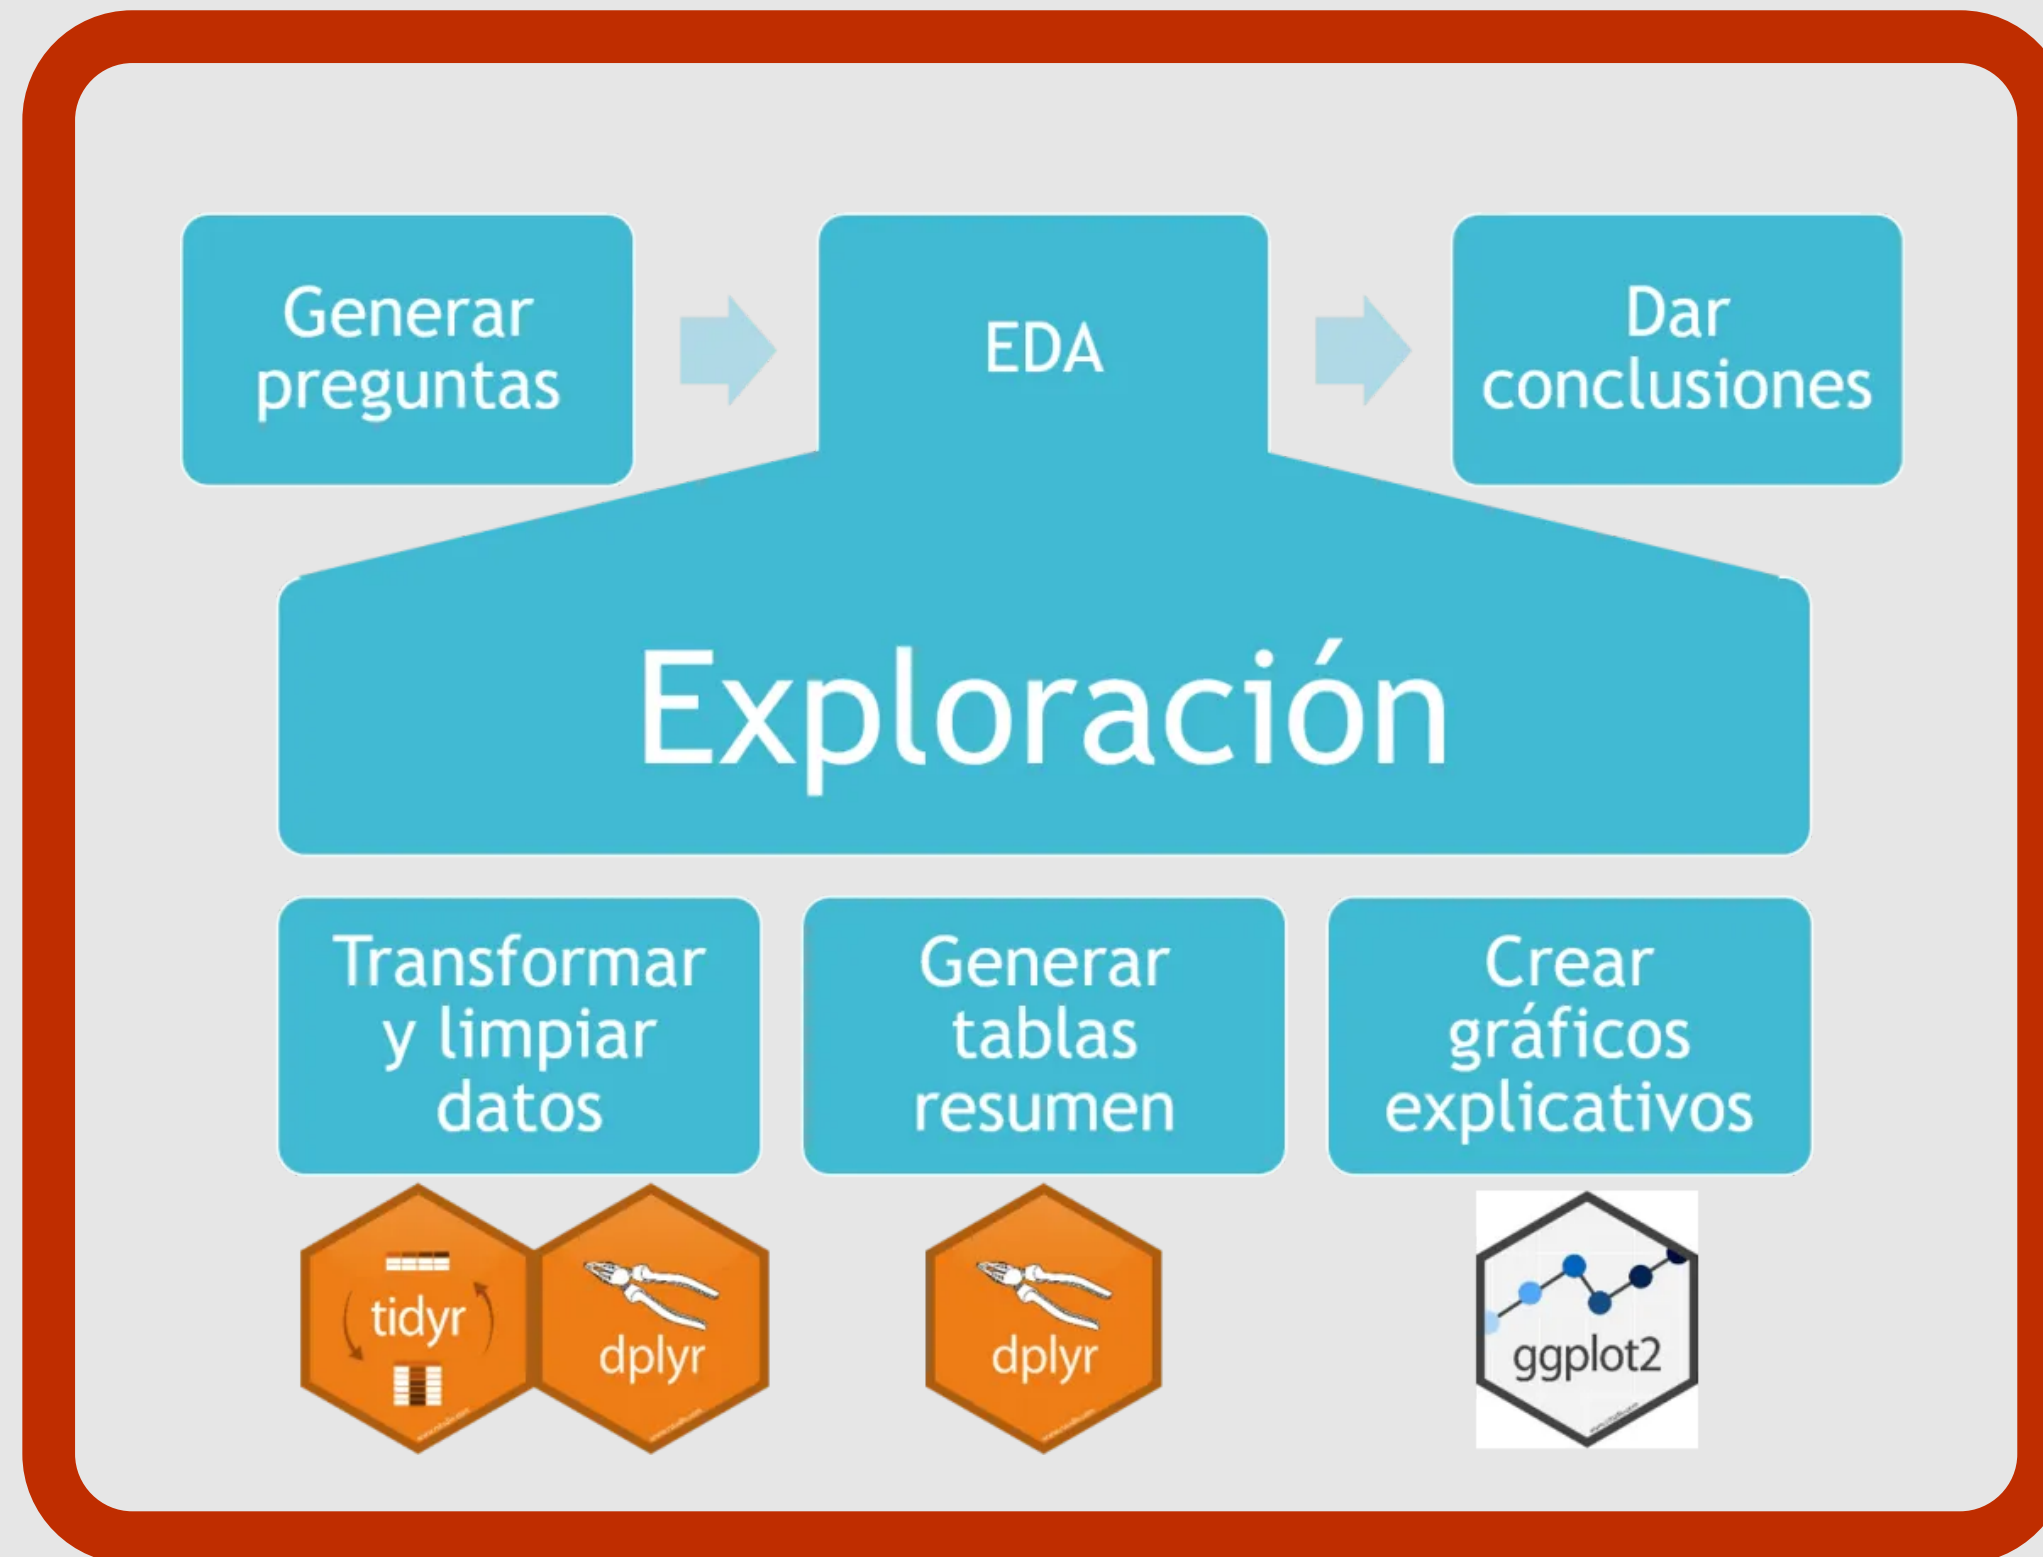 Generar
preguntas
EDA
Dar
conclusiones
Exploración
Transformar
y limpiar
datos
Generar
tablas
resumen
Crear
gráficos
explicativos
tidyr
dplyr
dplyr
ggplot2